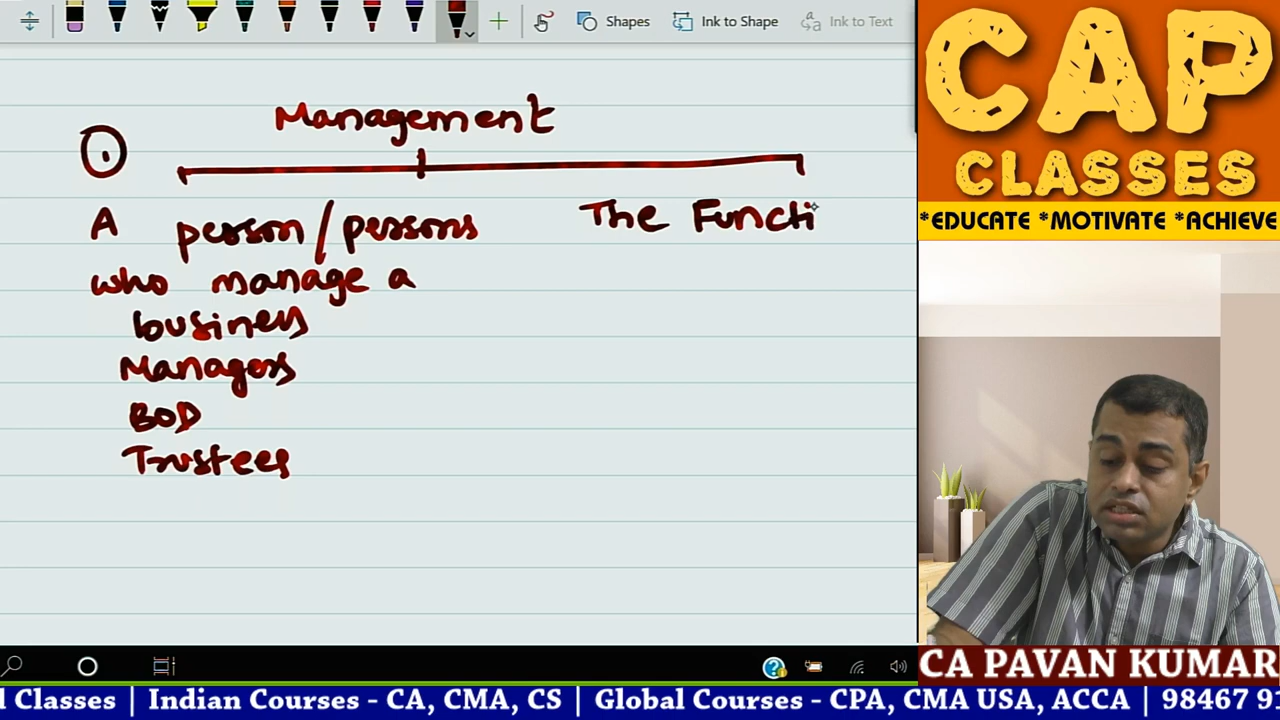 Shapes
Ink to Shape
Ink to Text
Management
1
A person/persons
who manage a
business
Managers
BOD
Trustees
The Functi
CAP
CLASSES
*EDUCATE *MOTIVATE *ACHIEVE
CA PAVAN KUMAR
d Classes | Indian Courses - CA, CMA, CS | Global Courses - CPA, CMA USA, ACCA | 98467 9